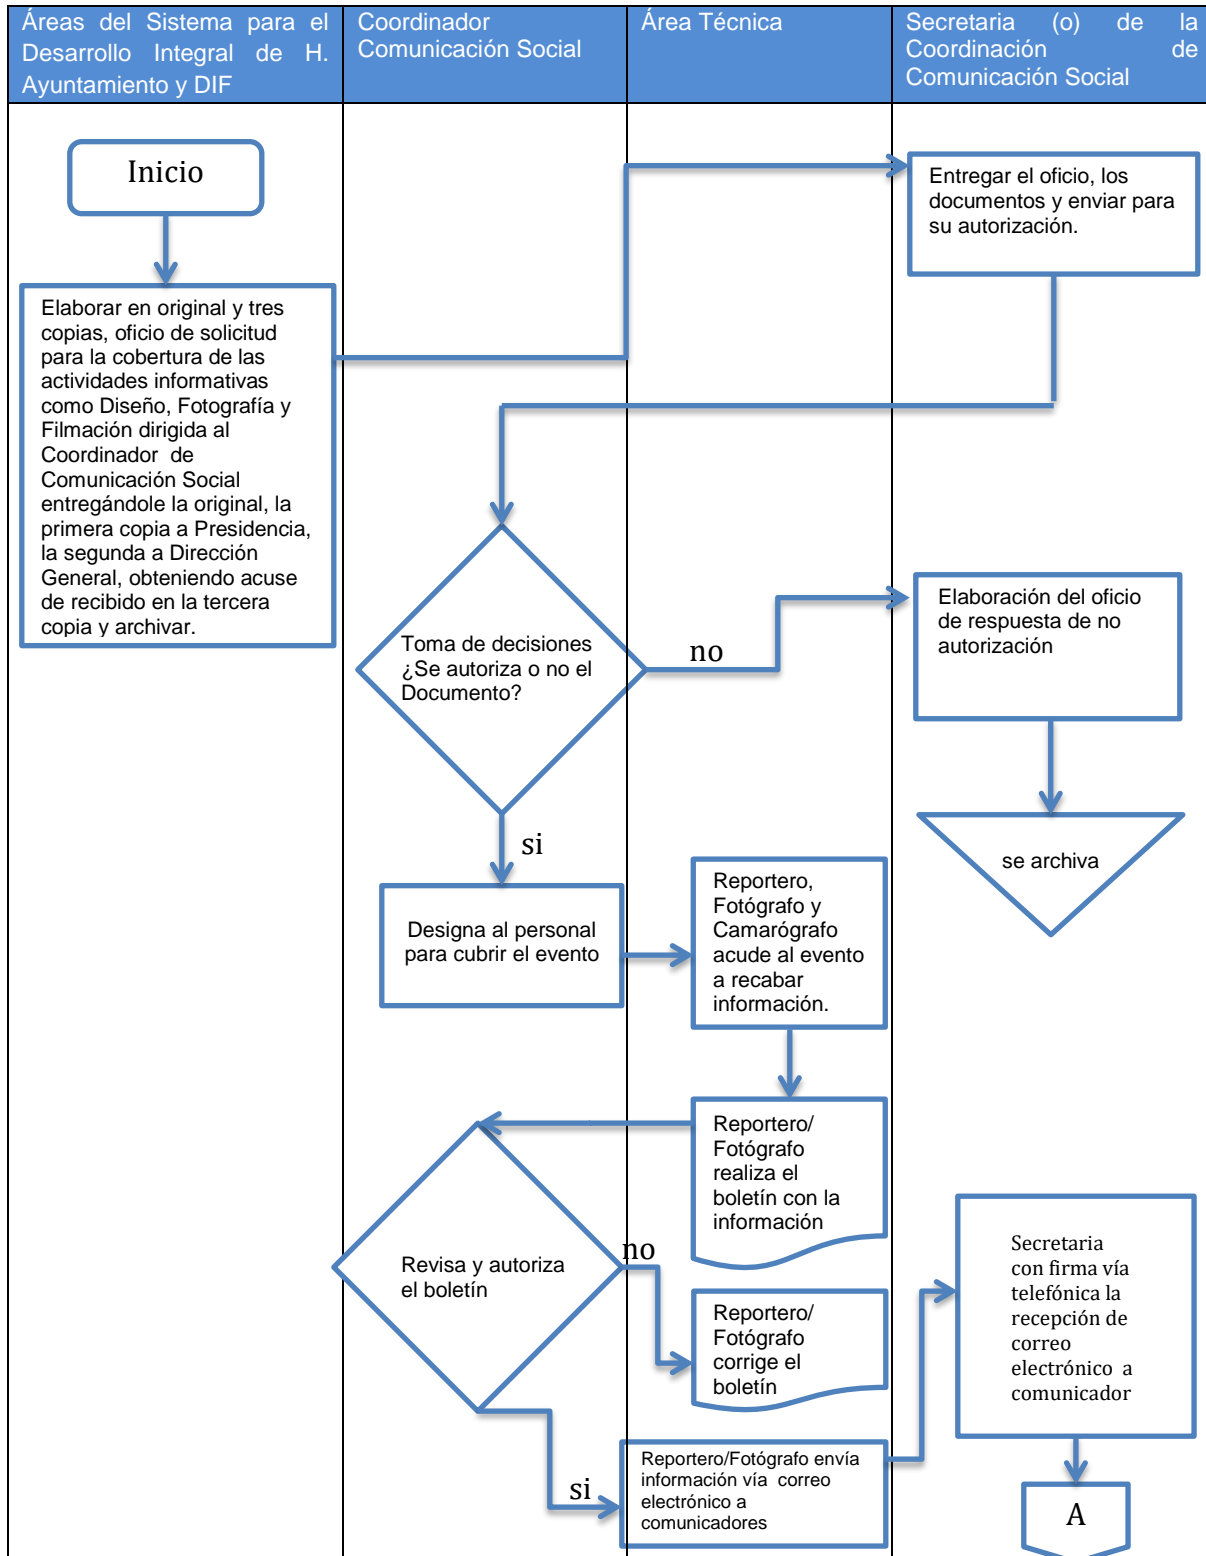 Áreas del Sistema para el
Desarrollo Integral de H.
Ayuntamiento y DIF
Coordinador
Comunicación Social
Área Técnica
Secretaria (o) de la
Coordinación de
Comunicación Social
Inicio
Entregar el oficio, los
documentos y enviar para
su autorización.
Elaborar en original y tres
copias, oficio de solicitud
para la cobertura de las
actividades informativas
como Diseño, Fotografía y
Filmación dirigida al
Coordinador de
Comunicación Social
entregándole la original, la
primera copia a Presidencia,
la segunda a Dirección
General, obteniendo acuse
de recibido en la tercera
copia y archivar.
Toma de decisiones
¿Se autoriza o no el
Documento?
no
Elaboración del oficio
de respuesta de no
autorización
se archiva
si
Designa al personal
para cubrir el evento
Reportero,
Fotógrafo y
Camarógrafo
acude al evento
a recabar
información.
Reportero/
Fotógrafo
realiza el
boletín con la
información
Revisa y autoriza
el boletín
no
Reportero/
Fotógrafo
corrige el
boletín
si
Reportero/Fotógrafo envía
información vía correo
electrónico a
comunicadores
Secretaria
con firma vía
telefónica la
recepción de
correo
electrónico a
comunicador
A